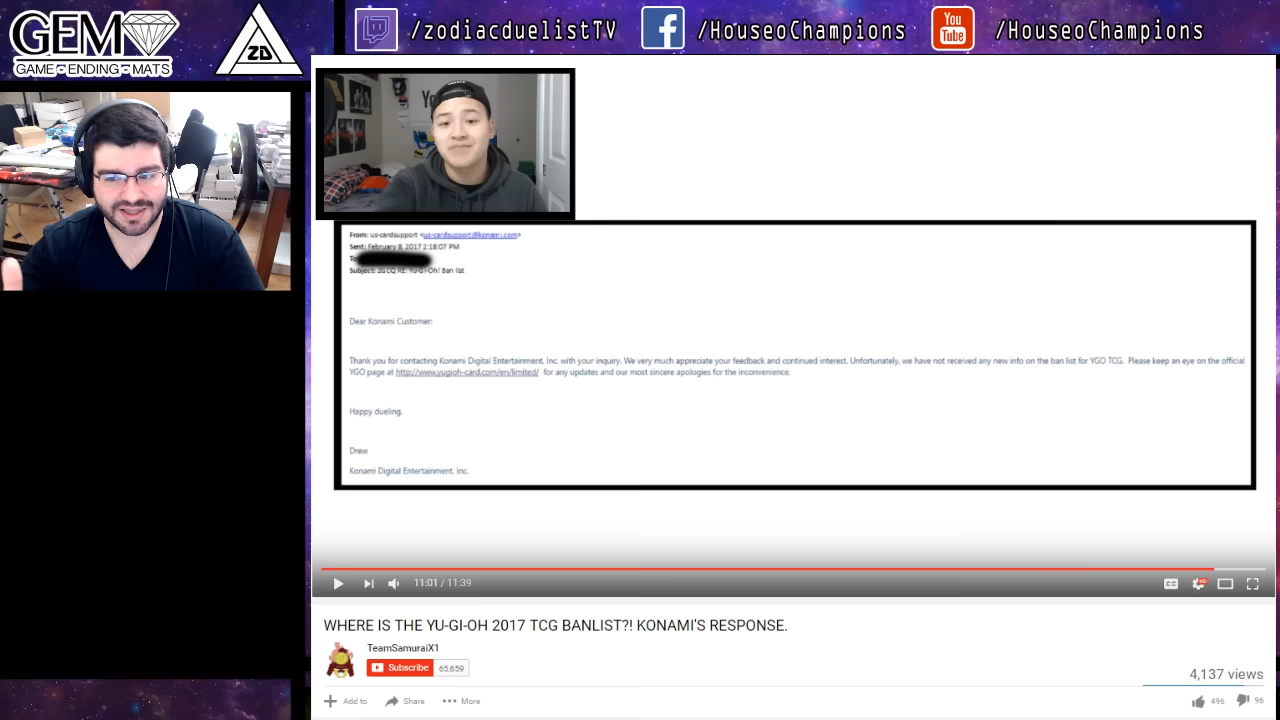 GEM
GAME-ENDING-MATS
ZD
/zodiacduelistTV
/HouseoChampions
You Tube
/HouseoChampions
From: us-cardsupport <us-cardsupport@konami.com>
Sent: February 8, 2017 2:18:07 PM
To
Subject: 2GCQ RE: Yu-Gi-Oh! Ban list
Dear Konami Customer:
Thank you for contacting Konami Digital Entertainment, Inc. with your inquiry. We very much appreciate your feedback and continued interest. Unfortunately, we have not received any new info on the ban list for YGO TCG. Please keep an eye on the official
YGO page at http://www.yugioh-card.com/en/limited/ for any updates and our most sincere apologies for the inconvenience.
Happy dueling,
Drew
Konami Digital Entertainment, Inc.
11:01 / 11:39
CC
HD
WHERE IS THE YU-GI-OH 2017 TCG BANLIST?! KONAMI'S RESPONSE.
TeamSamuraiX1
Subscribe 65,659
4,137 views
Add to Share More
496 96